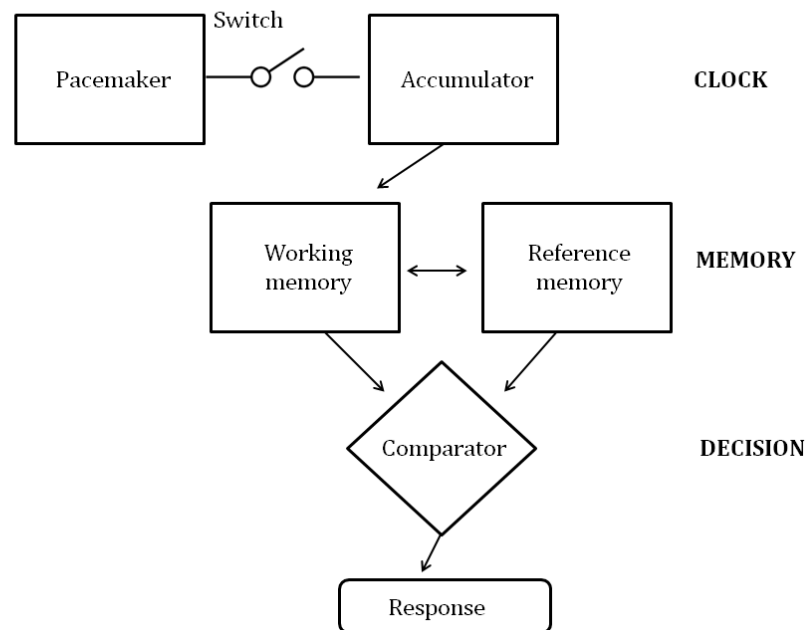 Switch
Pacemaker
Accumulator
CLOCK
Working
memory
Reference
memory
MEMORY
Comparator
DECISION
Response